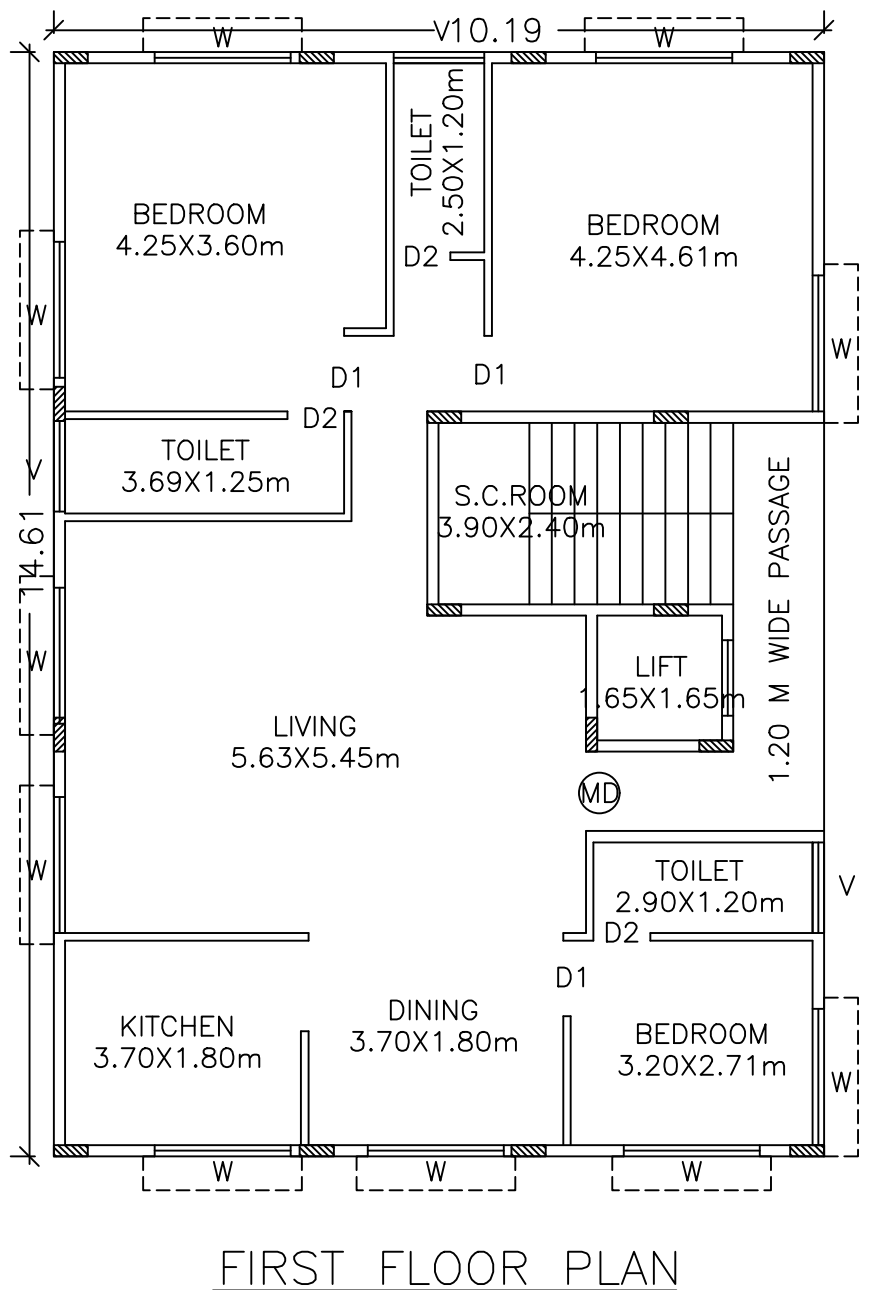 W
V10.19
W
TOILET
2.50X1.20m
BEDROOM
4.25X3.60m
BEDROOM
4.25X4.61m
D2
W
W
D1
D1
D2
TOILET
3.69X1.25m
V
S.C.ROOM
3.90X2.40m
14.61
1.20 M WIDE PASSAGE
W
LIFT
1.65X1.65m
LIVING
5.63X5.45m
MD
W
TOILET
2.90X1.20m
V
D2
D1
KITCHEN
3.70X1.80m
DINING
3.70X1.80m
BEDROOM
3.20X2.71m
W
W
W
W
FIRST FLOOR PLAN